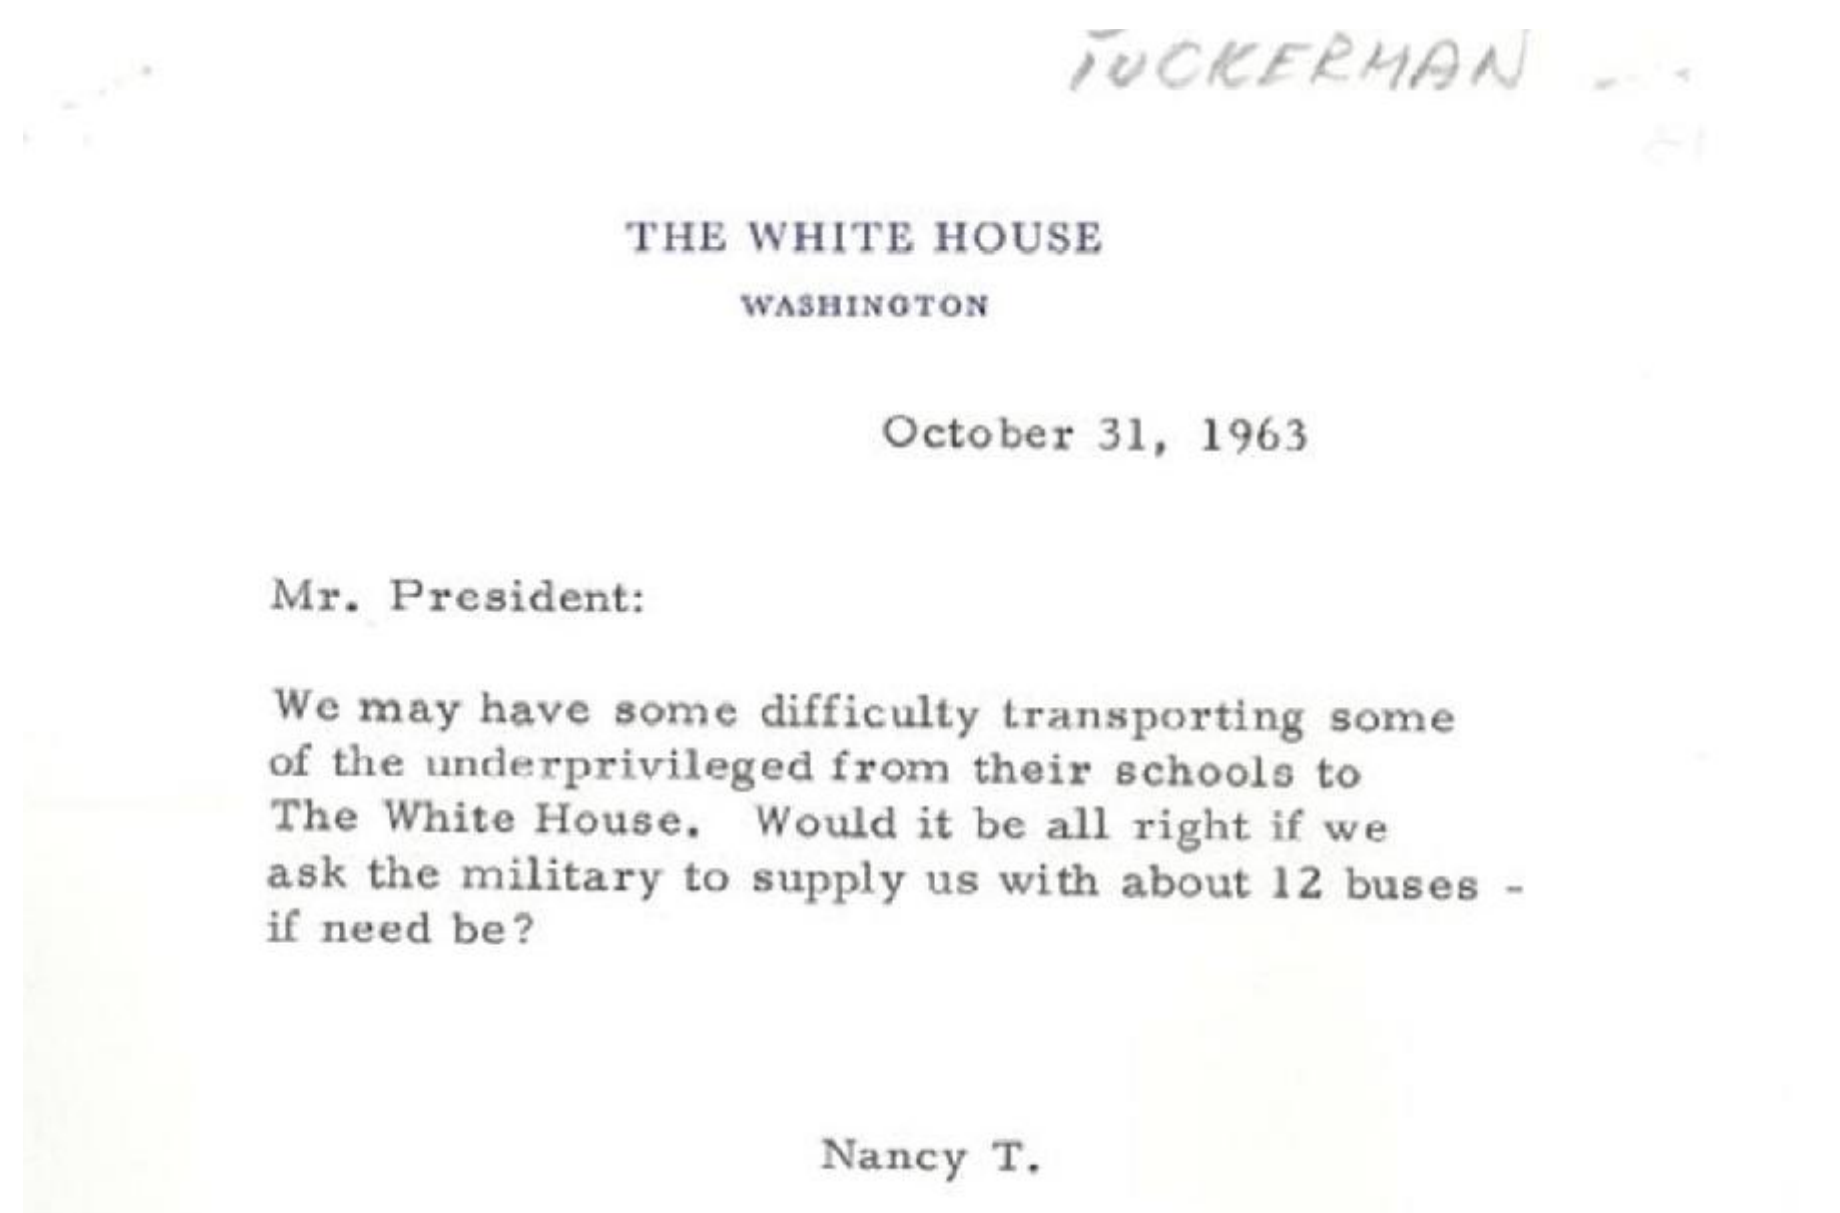 TUCKERMAN
THE WHITE HOUSE
WASHINGTON
October 31, 1963
Mr. President:
We may have some difficulty transporting some
of the underprivileged from their schools to
The White House. Would it be all right if we
ask the military to supply us with about 12 buses -
if need be?
Nancy T.